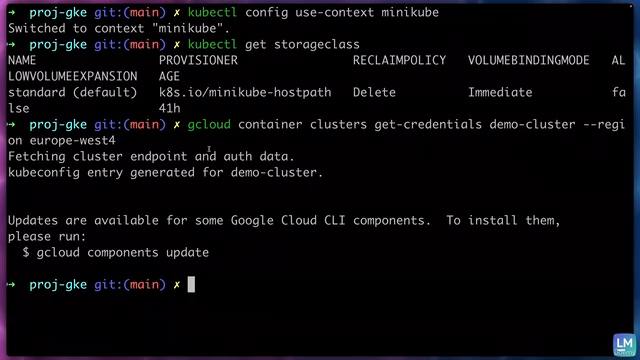 → proj-gke git:(main) ✗ kubectl config use-context minikube
Switched to context "minikube".
→ proj-gke git:(main) ✗ kubectl get storageclass
NAME PROVISIONER RECLAIMPOLICY VOLUMEBINDINGMODE AL
LOWVOLUMEEXPANSION AGE
standard (default) k8s.io/minikube-hostpath Delete Immediate fa
lse 41h
→ proj-gke git:(main) ✗ gcloud container clusters get-credentials demo-cluster --regi
on europe-west4
Fetching cluster endpoint and auth data.
kubeconfig entry generated for demo-cluster.
Updates are available for some Google Cloud CLI components. To install them,
please run:
$ gcloud components update
→ proj-gke git:(main) ✗
LM